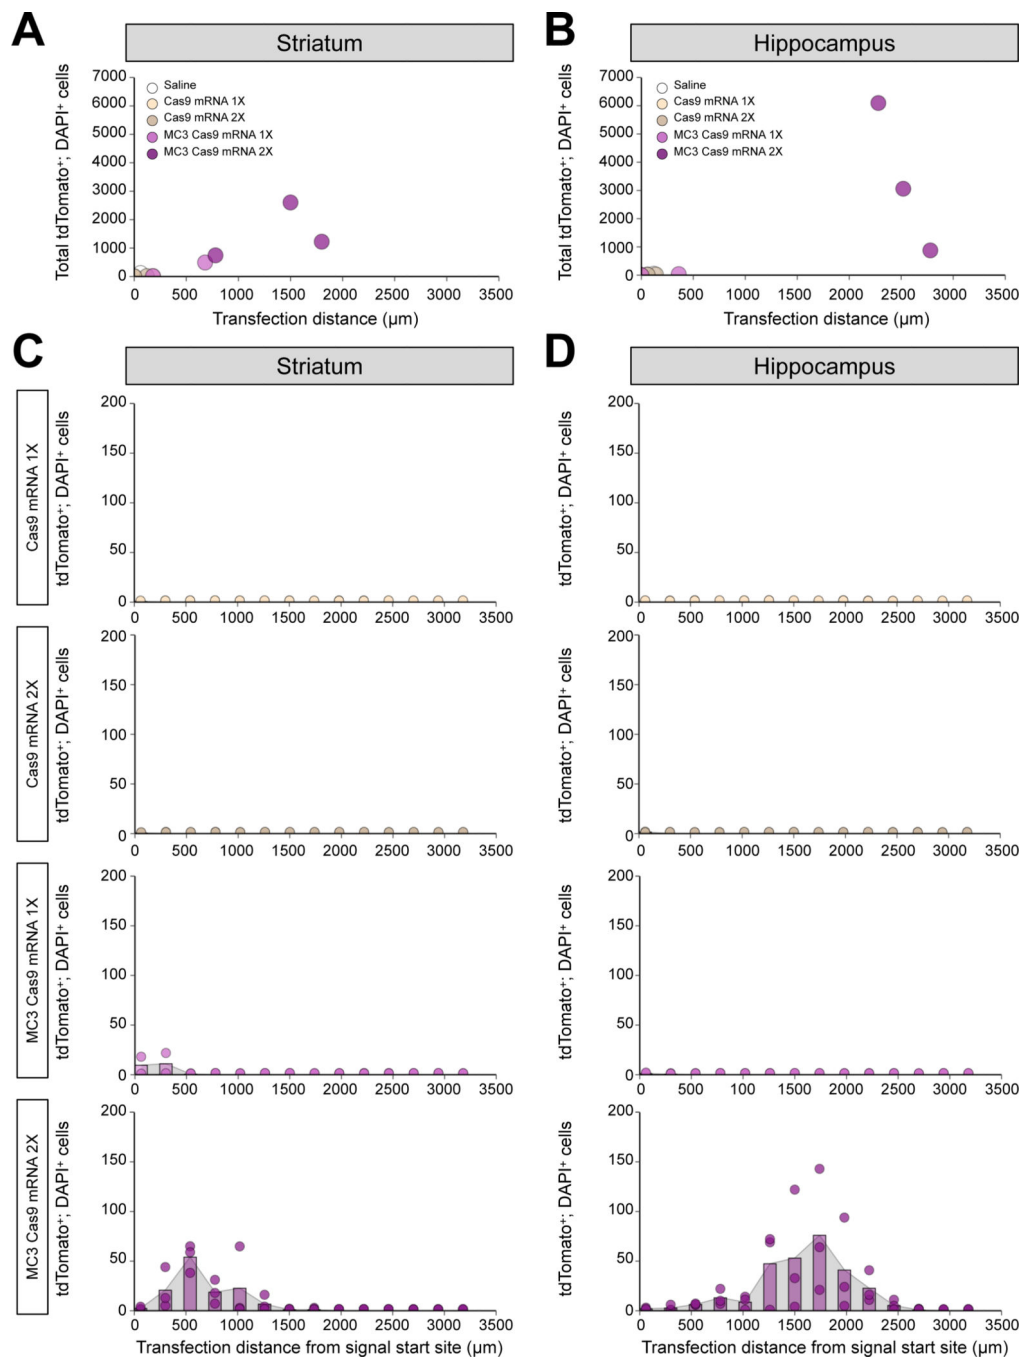 A
Striatum
Total tdTomato⁺; DAPI⁺ cells
7000
6000
5000
4000
3000
2000
1000
0
Saline
Cas9 mRNA 1X
Cas9 mRNA 2X
MC3 Cas9 mRNA 1X
MC3 Cas9 mRNA 2X
0 500 1000 1500 2000 2500 3000 3500
Transfection distance (µm)
B
Hippocampus
Total tdTomato⁺; DAPI⁺ cells
7000
6000
5000
4000
3000
2000
1000
0
Saline
Cas9 mRNA 1X
Cas9 mRNA 2X
MC3 Cas9 mRNA 1X
MC3 Cas9 mRNA 2X
0 500 1000 1500 2000 2500 3000 3500
Transfection distance (µm)
C
Striatum
D
Hippocampus
Cas9 mRNA 1X
tdTomato⁺; DAPI⁺ cells
200
150
100
50
0
0 500 1000 1500 2000 2500 3000 3500
tdTomato⁺; DAPI⁺ cells
200
150
100
50
0
0 500 1000 1500 2000 2500 3000 3500
Cas9 mRNA 2X
tdTomato⁺; DAPI⁺ cells
200
150
100
50
0
0 500 1000 1500 2000 2500 3000 3500
tdTomato⁺; DAPI⁺ cells
200
150
100
50
0
0 500 1000 1500 2000 2500 3000 3500
MC3 Cas9 mRNA 1X
tdTomato⁺; DAPI⁺ cells
200
150
100
50
0
0 500 1000 1500 2000 2500 3000 3500
tdTomato⁺; DAPI⁺ cells
200
150
100
50
0
0 500 1000 1500 2000 2500 3000 3500
MC3 Cas9 mRNA 2X
tdTomato⁺; DAPI⁺ cells
200
150
100
50
0
0 500 1000 1500 2000 2500 3000 3500
Transfection distance from signal start site (µm)
tdTomato⁺; DAPI⁺ cells
200
150
100
50
0
0 500 1000 1500 2000 2500 3000 3500
Transfection distance from signal start site (µm)